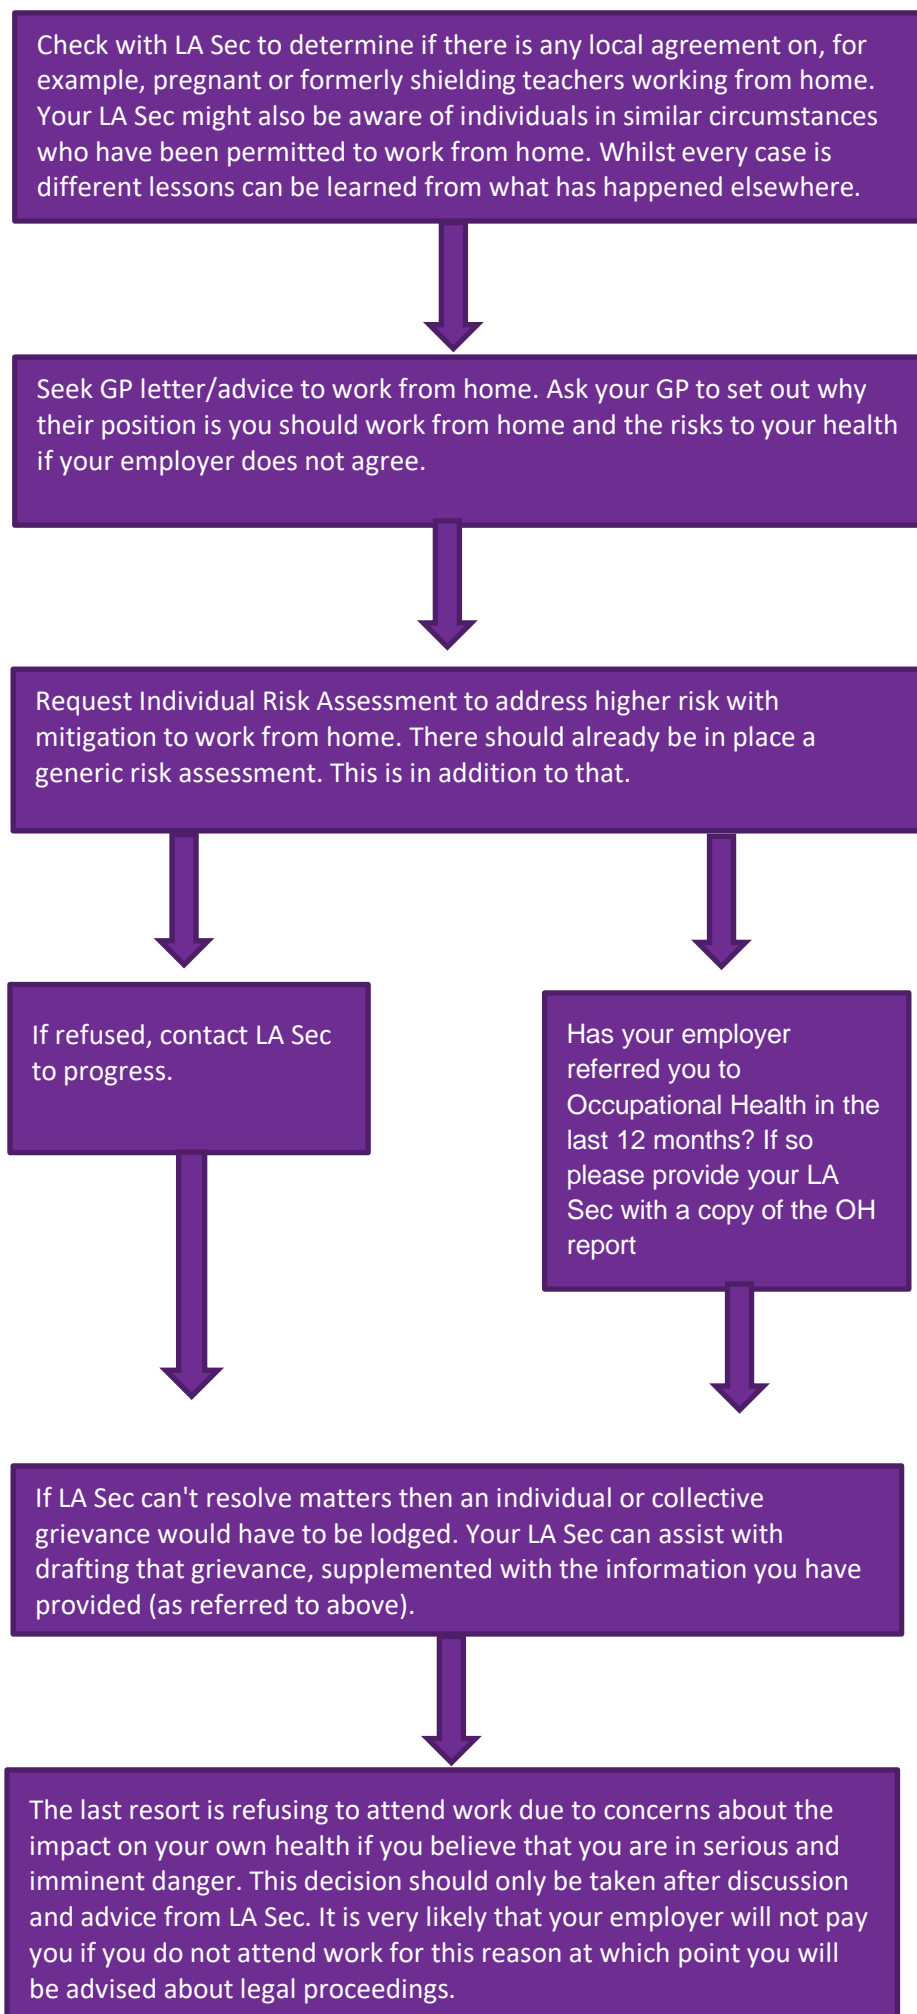 Check with LA Sec to determine if there is any local agreement on, for
example, pregnant or formerly shielding teachers working from home.
Your LA Sec might also be aware of individuals in similar circumstances
who have been permitted to work from home. Whilst every case is
different lessons can be learned from what has happened elsewhere.
Seek GP letter/advice to work from home. Ask your GP to set out why
their position is you should work from home and the risks to your health
if your employer does not agree.
Request Individual Risk Assessment to address higher risk with
mitigation to work from home. There should already be in place a
generic risk assessment. This is in addition to that.
If refused, contact LA Sec
to progress.
Has your employer
referred you to
Occupational Health in the
last 12 months? If so
please provide your LA
Sec with a copy of the OH
report
If LA Sec can't resolve matters then an individual or collective
grievance would have to be lodged. Your LA Sec can assist with
drafting that grievance, supplemented with the information you have
provided (as referred to above).
The last resort is refusing to attend work due to concerns about the
impact on your own health if you believe that you are in serious and
imminent danger. This decision should only be taken after discussion
and advice from LA Sec. It is very likely that your employer will not pay
you if you do not attend work for this reason at which point you will
be advised about legal proceedings.